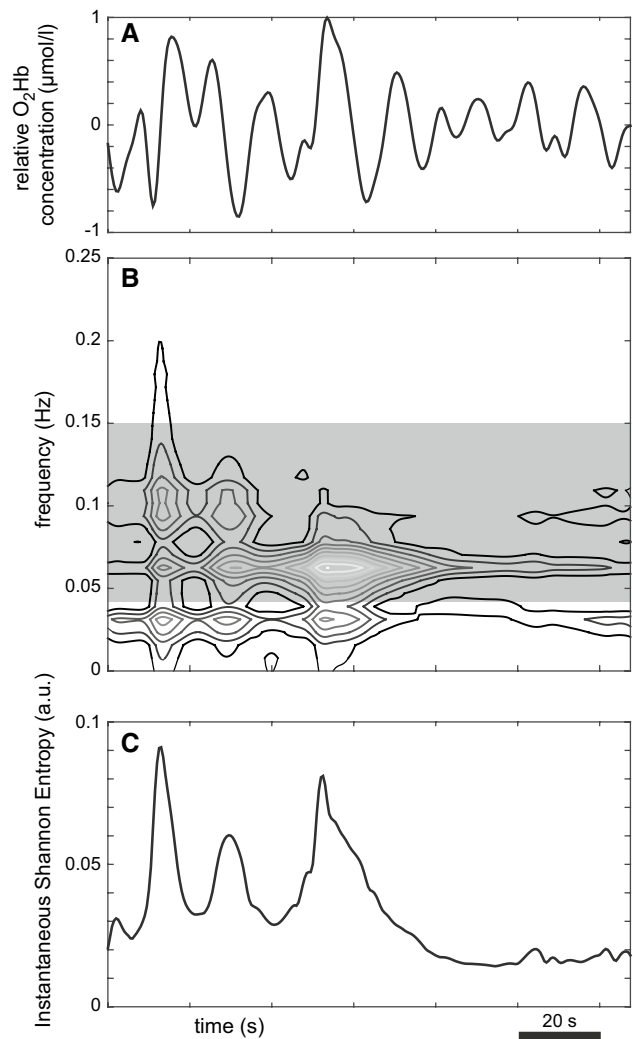 A
relative O₂Hb
concentration (μmol/l)
1
0
-1
B
frequency (Hz)
0.25
0.2
0.15
0.1
0.05
0
C
Instantaneous Shannon Entropy (a.u.)
0.1
0.05
0
time (s)
20 s